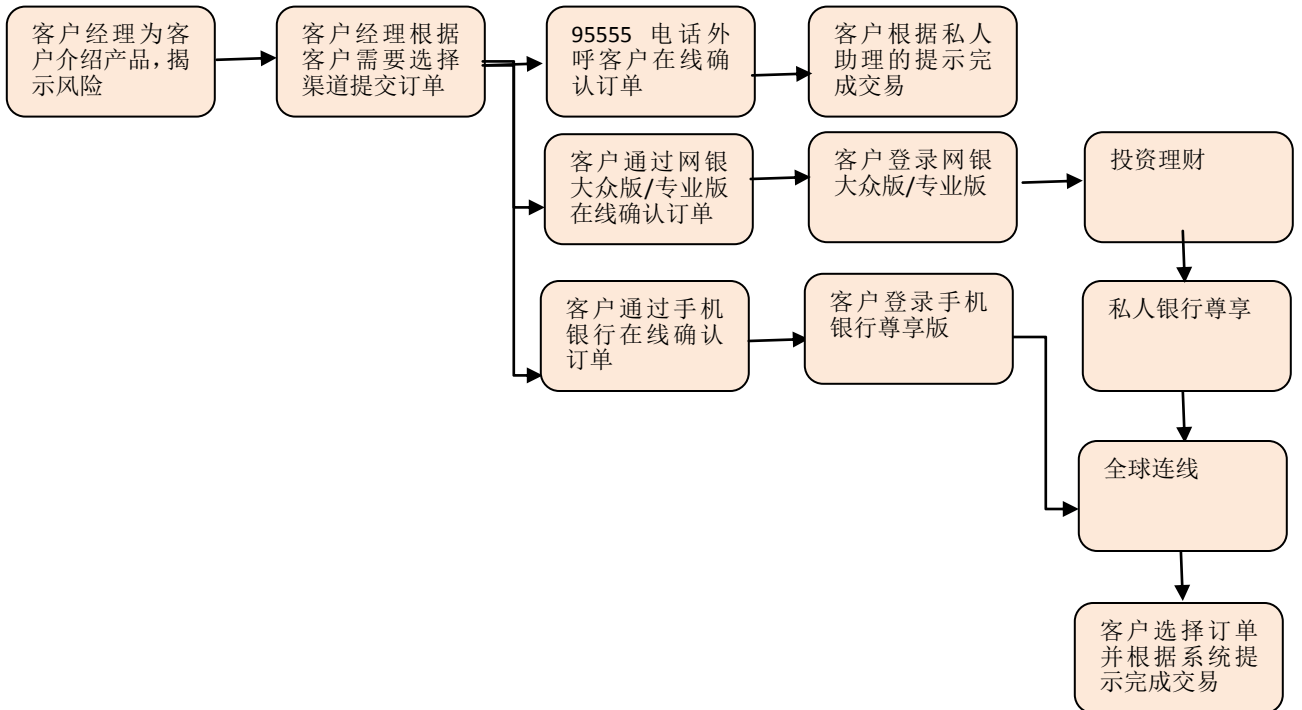 客户经理为客
户介绍产品，揭
示风险
客户经理根据
客户需要选择
渠道提交订单
95555 电话外
呼客户在线确
认订单
客户根据私人
助理的提示完
成交易
客户通过网银
大众版/专业版
在线确认订单
客户登录网银
大众版/专业版
投资理财
客户通过手机
银行在线确认
订单
客户登录手机
银行尊享版
私人银行尊享
全球连线
客户选择订单
并根据系统提
示完成交易